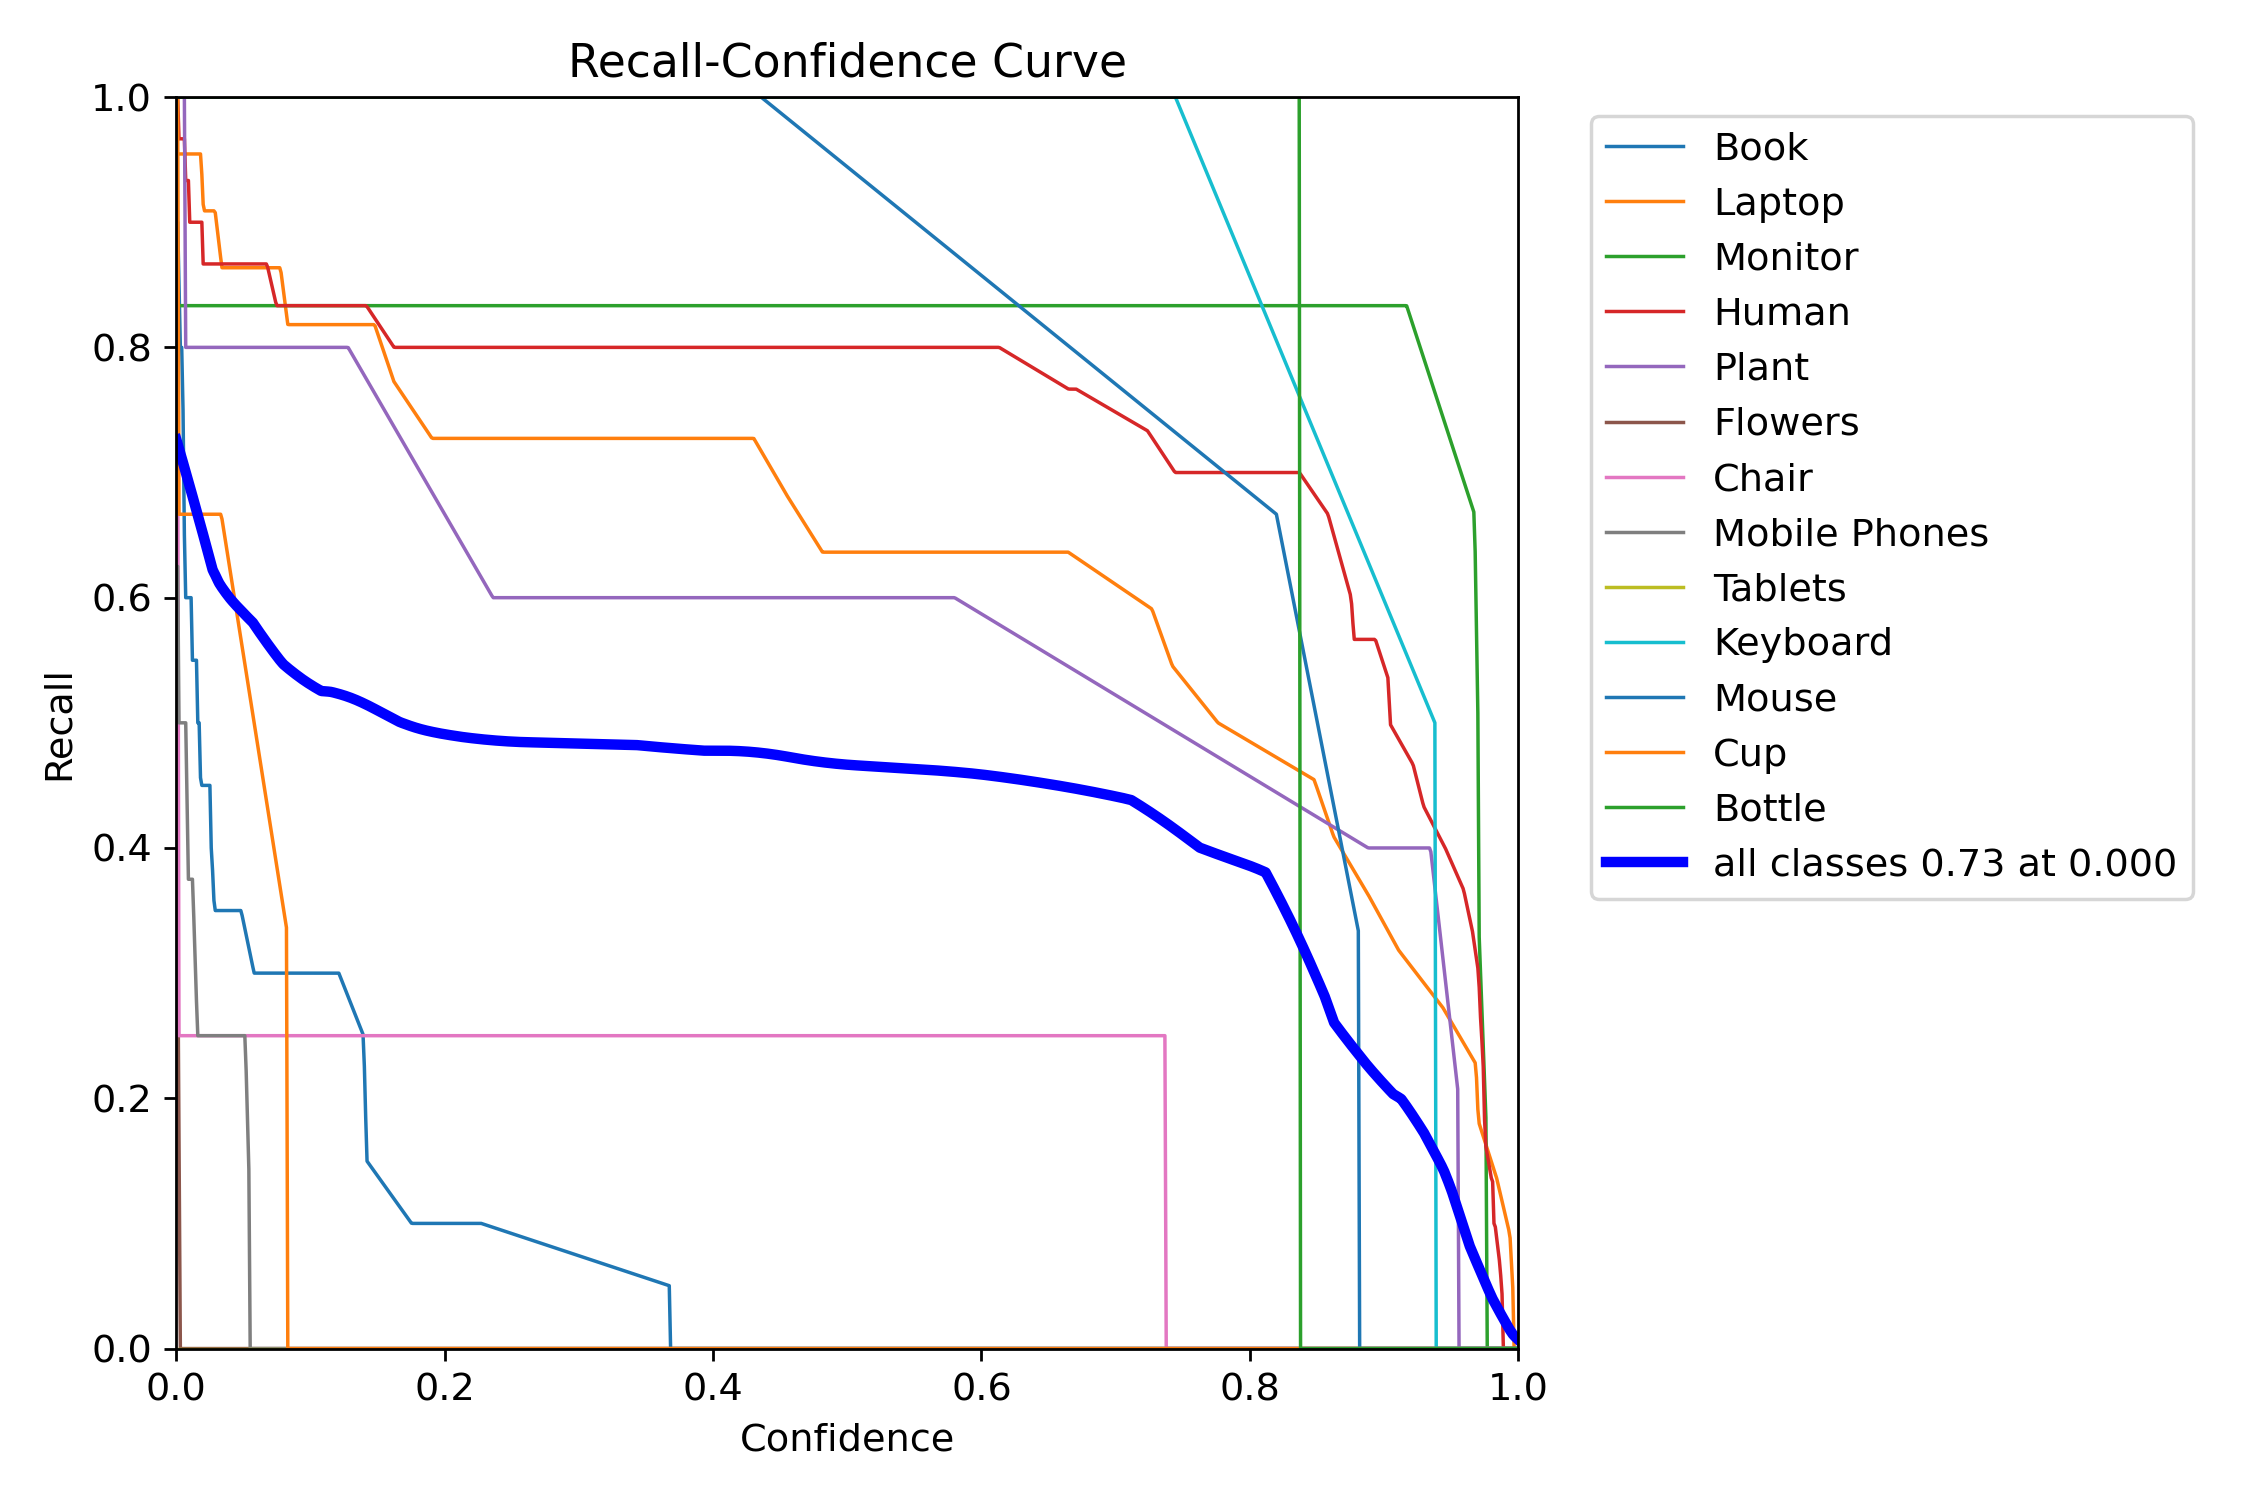 Recall-Confidence Curve
1.0
0.8
0.6
0.4
0.2
0.0
Recall
0.0 0.2 0.4 0.6 0.8 1.0
Confidence
Book
Laptop
Monitor
Human
Plant
Flowers
Chair
Mobile Phones
Tablets
Keyboard
Mouse
Cup
Bottle
all classes 0.73 at 0.000